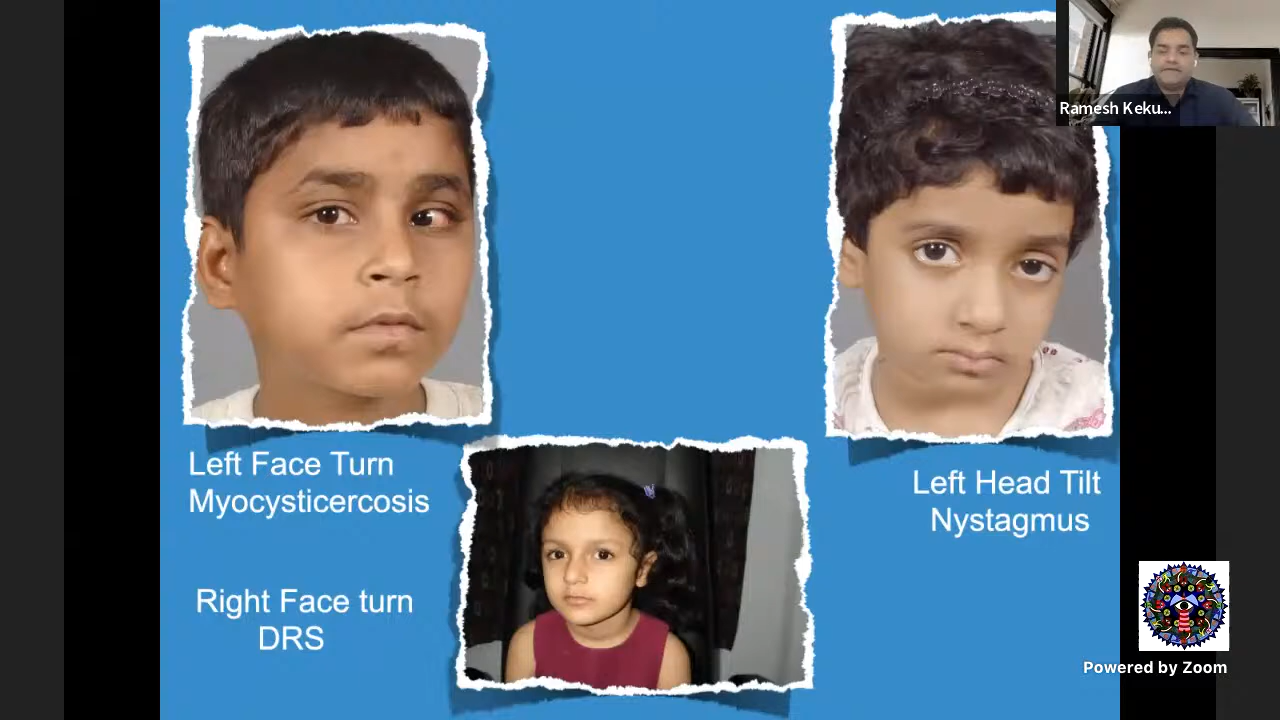 Ramesh Keku...
Left Face Turn
Myocysticercosis
Left Head Tilt
Nystagmus
Right Face turn
DRS
Powered by Zoom